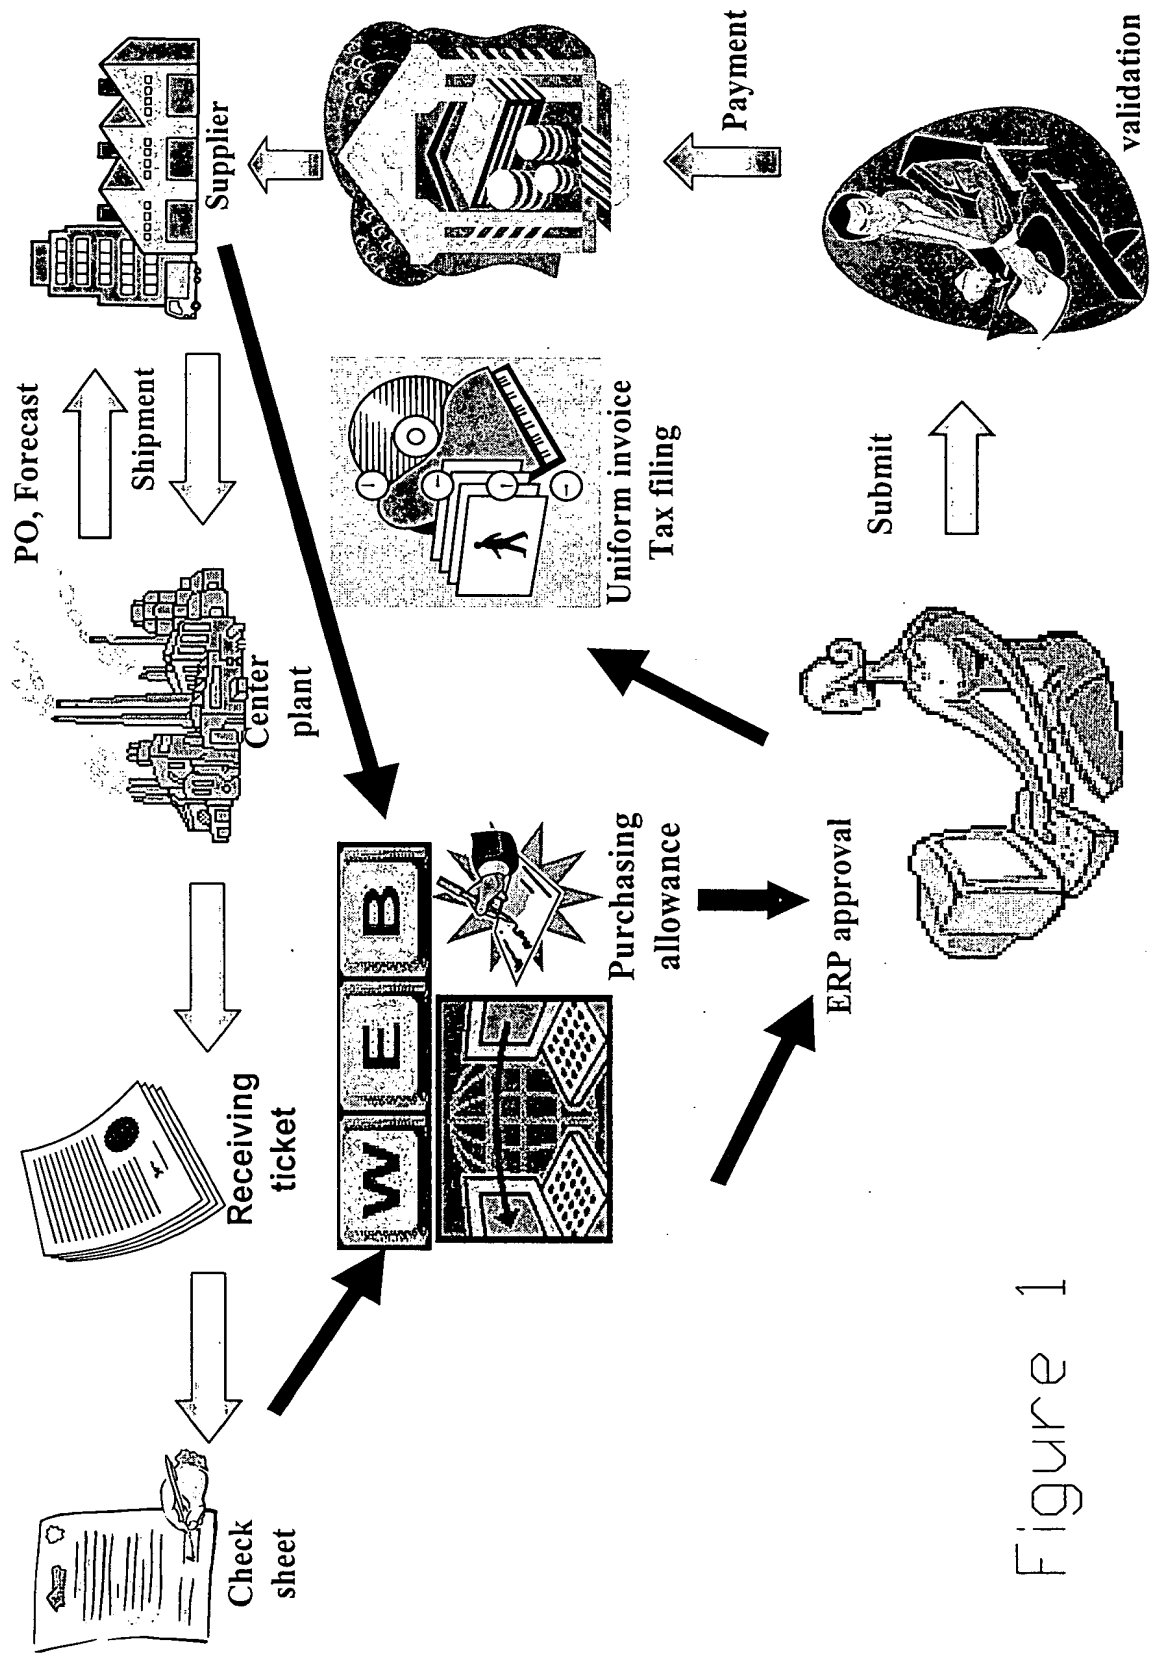 PO, Forecast
Shipment
Check
sheet
Receiving
ticket
Center
plant
Supplier
WEB
Purchasing
allowance
Uniform invoice
Tax filing
Payment
ERP approval
Submit
validation
Figure 1